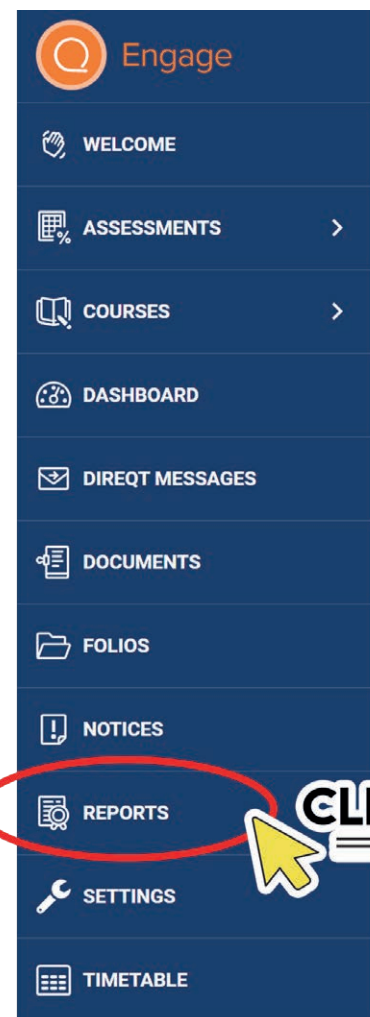 Engage
WELCOME
ASSESSMENTS
COURSES
DASHBOARD
DIREQT MESSAGES
DOCUMENTS
FOLIOS
NOTICES
REPORTS
SETTINGS
TIMETABLE